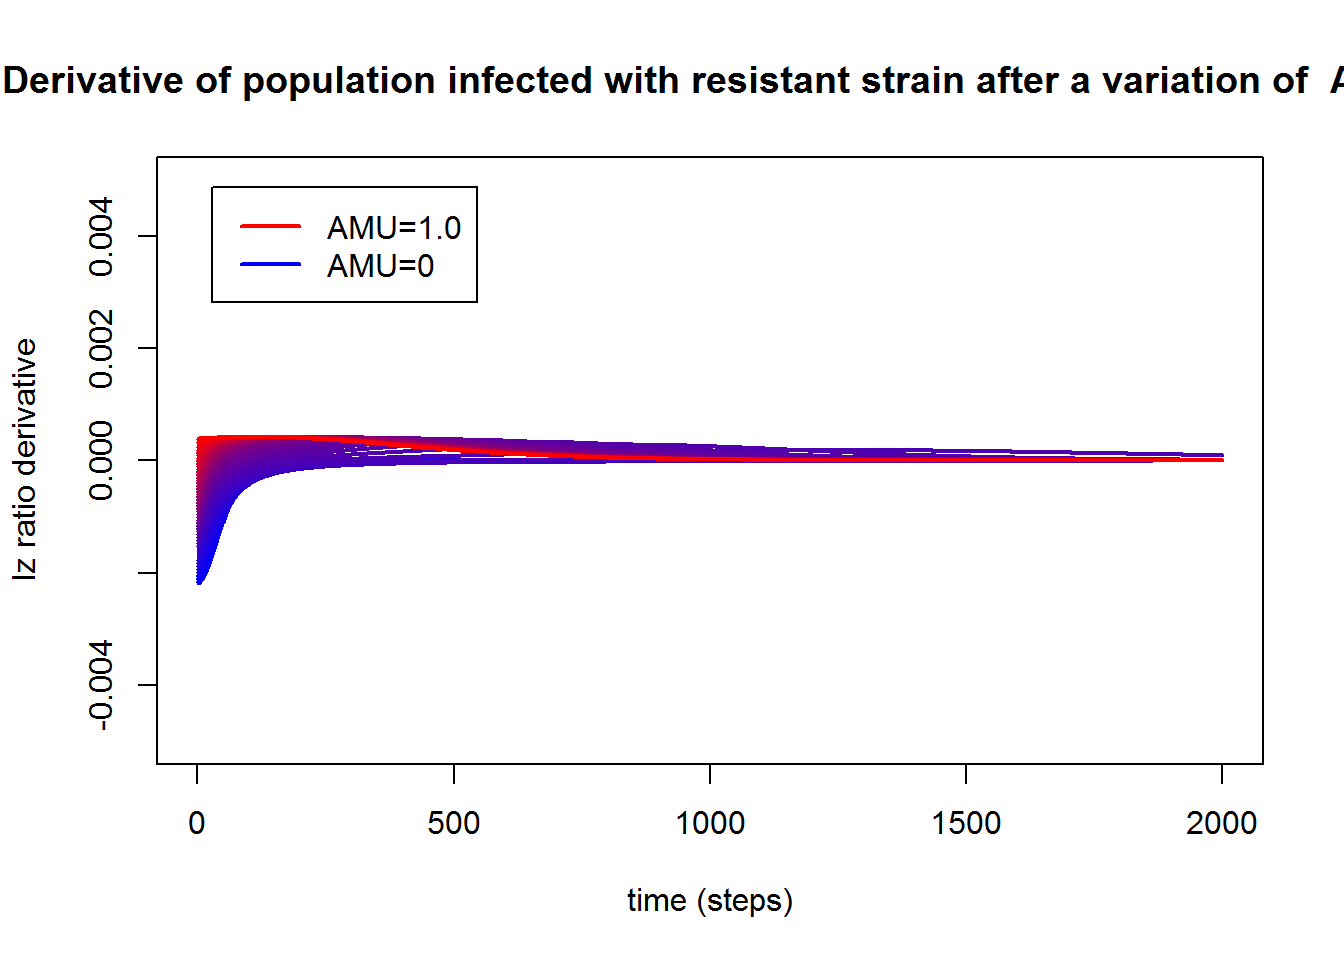 Derivative of population infected with resistant strain after a variation of
AMU=1.0
AMU=0
0.004
0.002
0.000
-0.004
Iz ratio derivative
0 500 1000 1500 2000
time (steps)